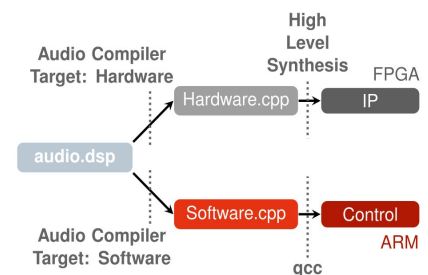 High
Level
Synthesis
Audio Compiler
Target: Hardware
FPGA
Hardware.cpp
IP
audio.dsp
Software.cpp
Control
Audio Compiler
Target: Software
ARM
gcc